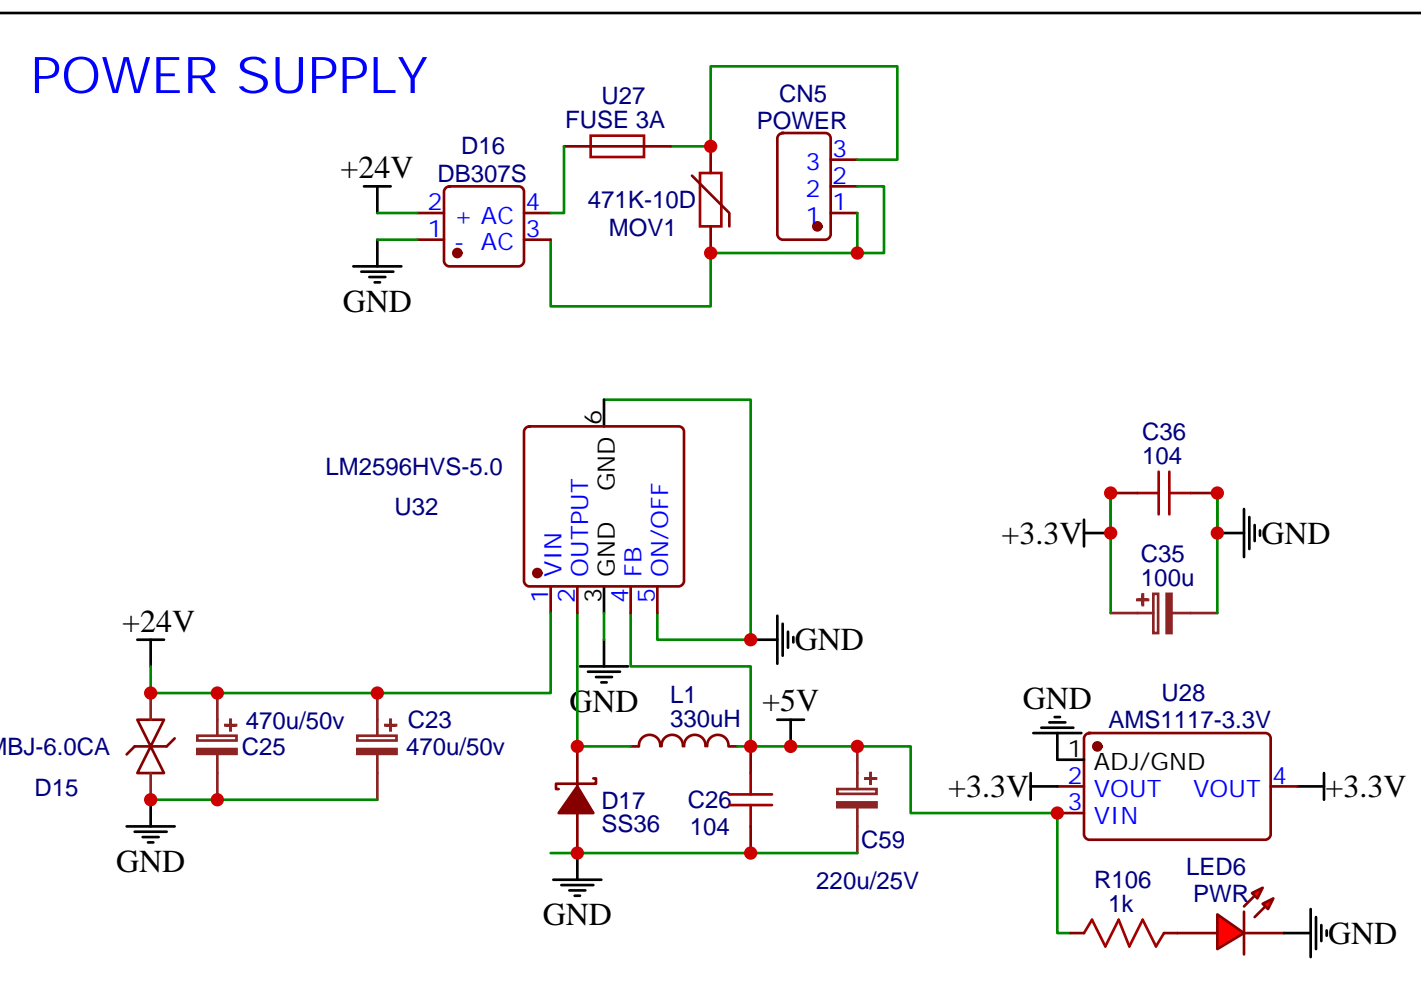 POWER SUPPLY
U27
FUSE 3A
CN5
POWER
D16
DB307S
+24V
2
1
+ AC
- AC
4
3
GND
471K-10D
MOV1
3
2
1
3
2
1
LM2596HVS-5.0
U32
6
GND
VIN
OUTPUT
GND
FB
ON/OFF
1
2
3
4
5
GND
GND
C36
104
+3.3V
GND
C35
100u
+
+24V
MBJ-6.0CA
D15
+
470u/50v
C25
+
C23
470u/50v
GND
L1
330uH
+5V
D17
SS36
C26
104
+
C59
220u/25V
GND
GND
U28
AMS1117-3.3V
1
ADJ/GND
+3.3V
2
VOUT
VOUT
4
+3.3V
3
VIN
R106
1k
LED6
PWR
GND